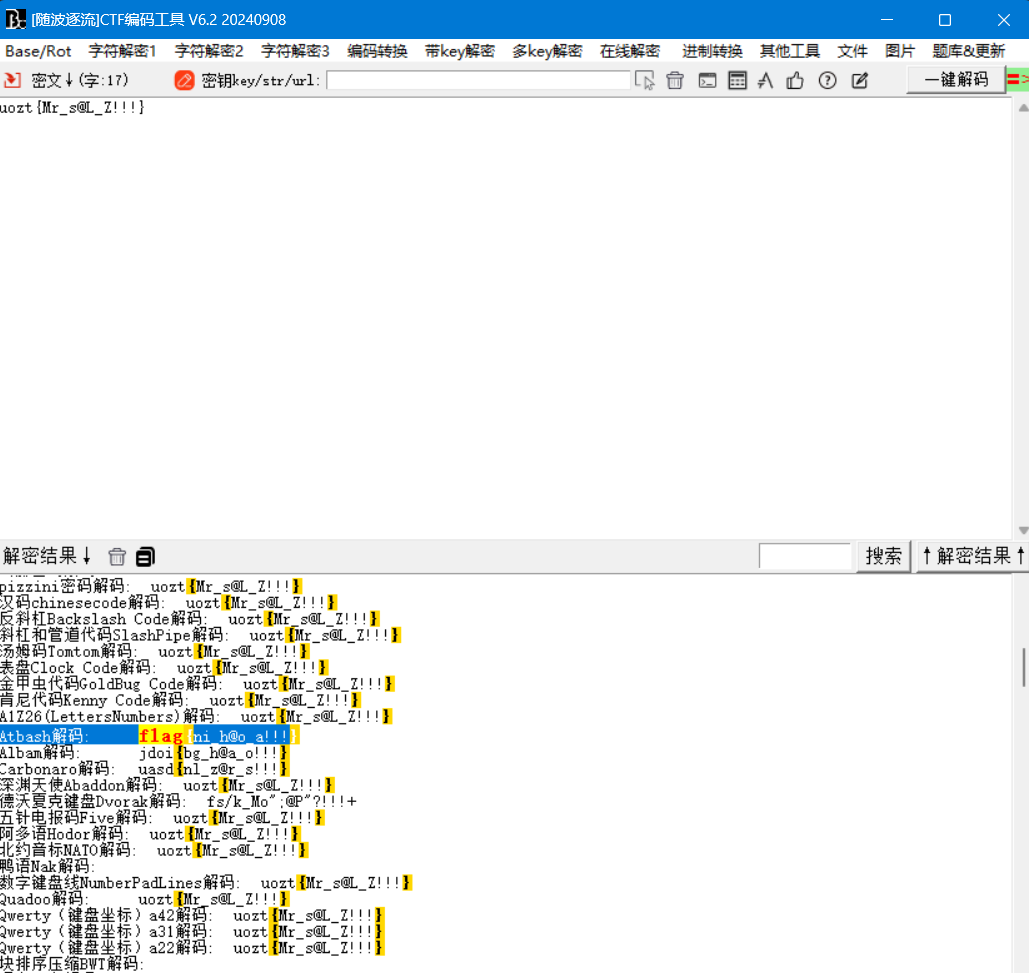 [随波逐流]CTF编码工具 V6.2 20240908
Base/Rot 字符解密1 字符解密2 字符解密3 编码转换 带key解密 多key解密 在线解密 进制转换 其他工具 文件 图片 题库&更新
密文↓(字:17) 密钥key/str/url: 一键解码 =>
uozt{Mr_s@L_Z!!!}
解密结果↓ 搜索 ↑解密结果↑
pizzini密码解码: uozt{Mr_s@L_Z!!!}
汉码chinesecode解码: uozt{Mr_s@L_Z!!!}
反斜杠Backslash Code解码: uozt{Mr_s@L_Z!!!}
斜杠和管道代码SlashPipe解码: uozt{Mr_s@L_Z!!!}
汤姆码Tomtom解码: uozt{Mr_s@L_Z!!!}
表盘Clock Code解码: uozt{Mr_s@L_Z!!!}
金甲虫代码GoldBug Code解码: uozt{Mr_s@L_Z!!!}
肯尼代码Kenny Code解码: uozt{Mr_s@L_Z!!!}
A1Z26(LettersNumbers)解码: uozt{Mr_s@L_Z!!!}
Atbash解码: flag{ni_h@o_a!!!}
Albam解码: jdoi{bg_h@a_o!!!}
Carbonaro解码: uasd{nl_z@r_s!!!}
深渊天使Abaddon解码: uozt{Mr_s@L_Z!!!}
德沃夏克键盘Dvorak解码: fs/k_Mo";@P"?!!!+
五针电报码Five解码: uozt{Mr_s@L_Z!!!}
阿多语Hodor解码: uozt{Mr_s@L_Z!!!}
北约音标NATO解码: uozt{Mr_s@L_Z!!!}
鸭语Nak解码:
数字键盘线NumberPadLines解码: uozt{Mr_s@L_Z!!!}
Quadoo解码: uozt{Mr_s@L_Z!!!}
Qwerty（键盘坐标）a42解码: uozt{Mr_s@L_Z!!!}
Qwerty（键盘坐标）a31解码: uozt{Mr_s@L_Z!!!}
Qwerty（键盘坐标）a22解码: uozt{Mr_s@L_Z!!!}
块排序压缩BWT解码: